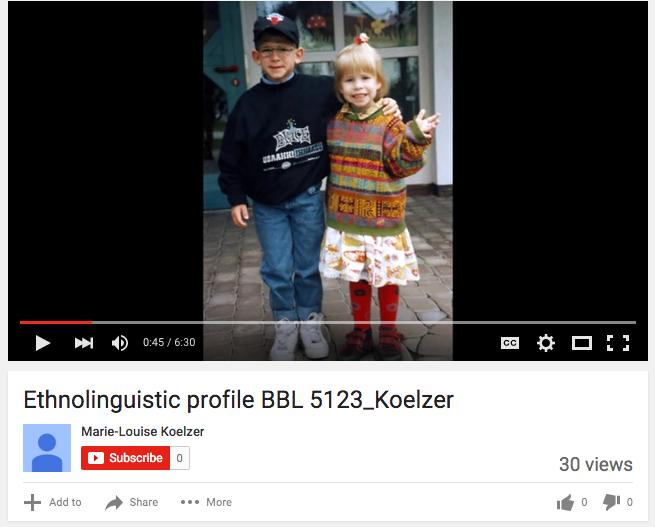 0:45 / 6:30
CC
Ethnolinguistic profile BBL 5123_Koelzer
Marie-Louise Koelzer
Subscribe 0
30 views
Add to Share More 0 0